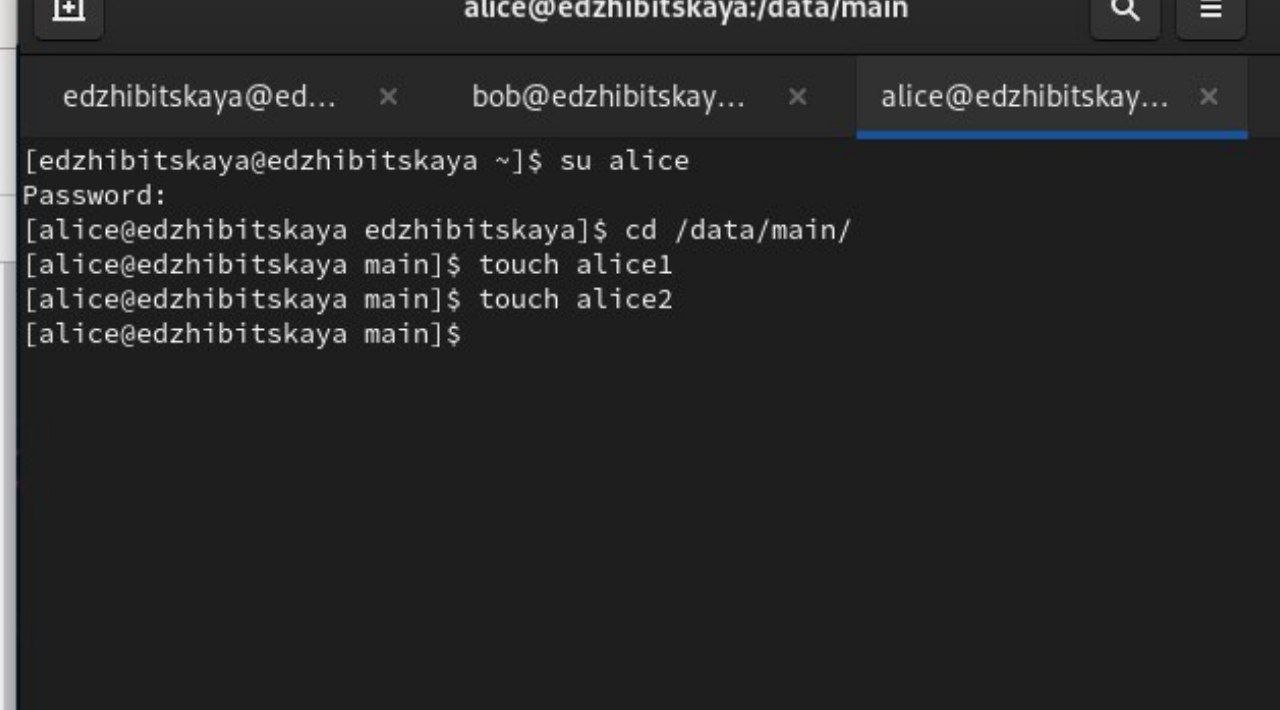 alice@edzhibitskaya:/data/main
edzhibitskaya@ed...
bob@edzhibitskay...
alice@edzhibitskay...
[edzhibitskaya@edzhibitskaya ~]$ su alice
Password:
[alice@edzhibitskaya edzhibitskaya]$ cd /data/main/
[alice@edzhibitskaya main]$ touch alice1
[alice@edzhibitskaya main]$ touch alice2
[alice@edzhibitskaya main]$